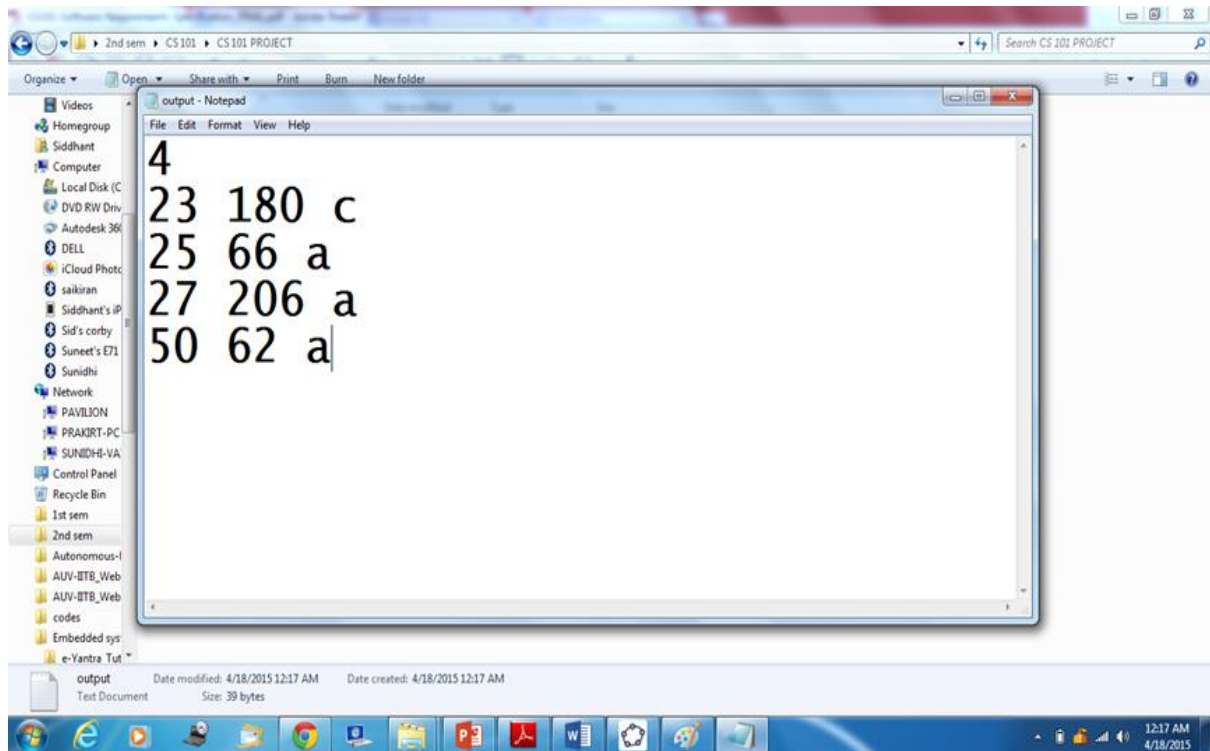 2nd sem ▸ CS 101 ▸ CS 101 PROJECT
Search CS 101 PROJECT
Organize Open Share with Print Burn New folder
Videos
Homegroup
Siddhant
Computer
Local Disk (C
DVD RW Driv
Autodesk 360
DELL
iCloud Photo
saikiran
Siddhant's iP
Sid's corby
Suneet's E71
Sunidhi
Network
PAVILION
PRAKIRT-PC
SUNIDHI-VA
Control Panel
Recycle Bin
1st sem
2nd sem
Autonomous-I
AUV-IITB_Web
AUV-IITB_Web
codes
Embedded sys
e-Yantra Tut
output - Notepad
File Edit Format View Help
4
23 180 c
25 66 a
27 206 a
50 62 a
output Date modified: 4/18/2015 12:17 AM Date created: 4/18/2015 12:17 AM
Text Document Size: 39 bytes
12:17 AM
4/18/2015